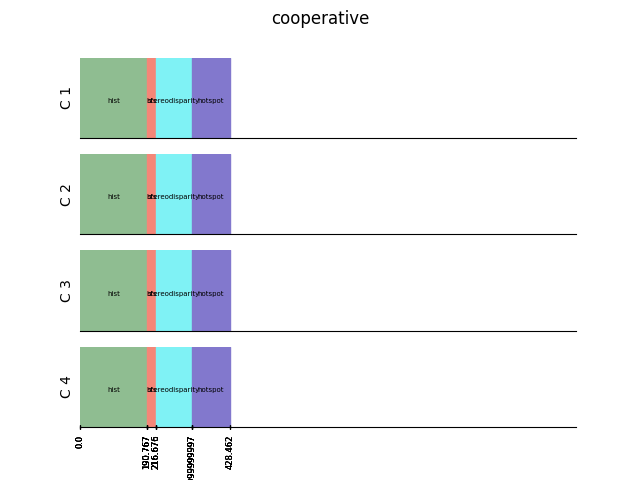 cooperative
C 1
hist
stereodisparity
hotspot
C 2
hist
stereodisparity
hotspot
C 3
hist
stereodisparity
hotspot
C 4
hist
stereodisparity
hotspot
0.0
190.767
216.676
428.462